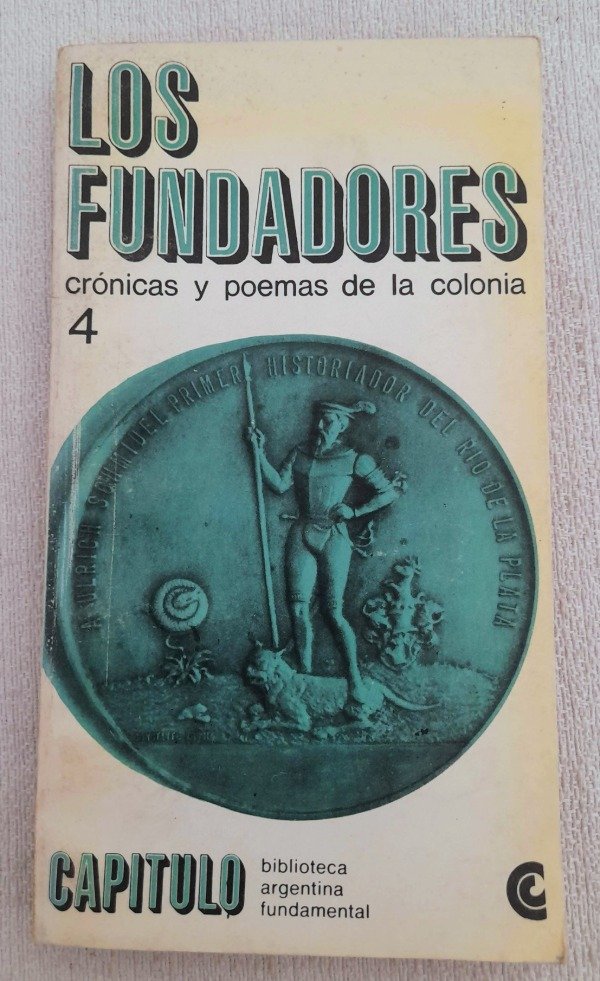 LOS
FUNDADORES
crónicas y poemas de la colonia
4
A ULRICH SCHMIDEL PRIMER HISTORIADOR DEL RIO DE LA PLATA
CAPITULO
biblioteca
argentina
fundamental